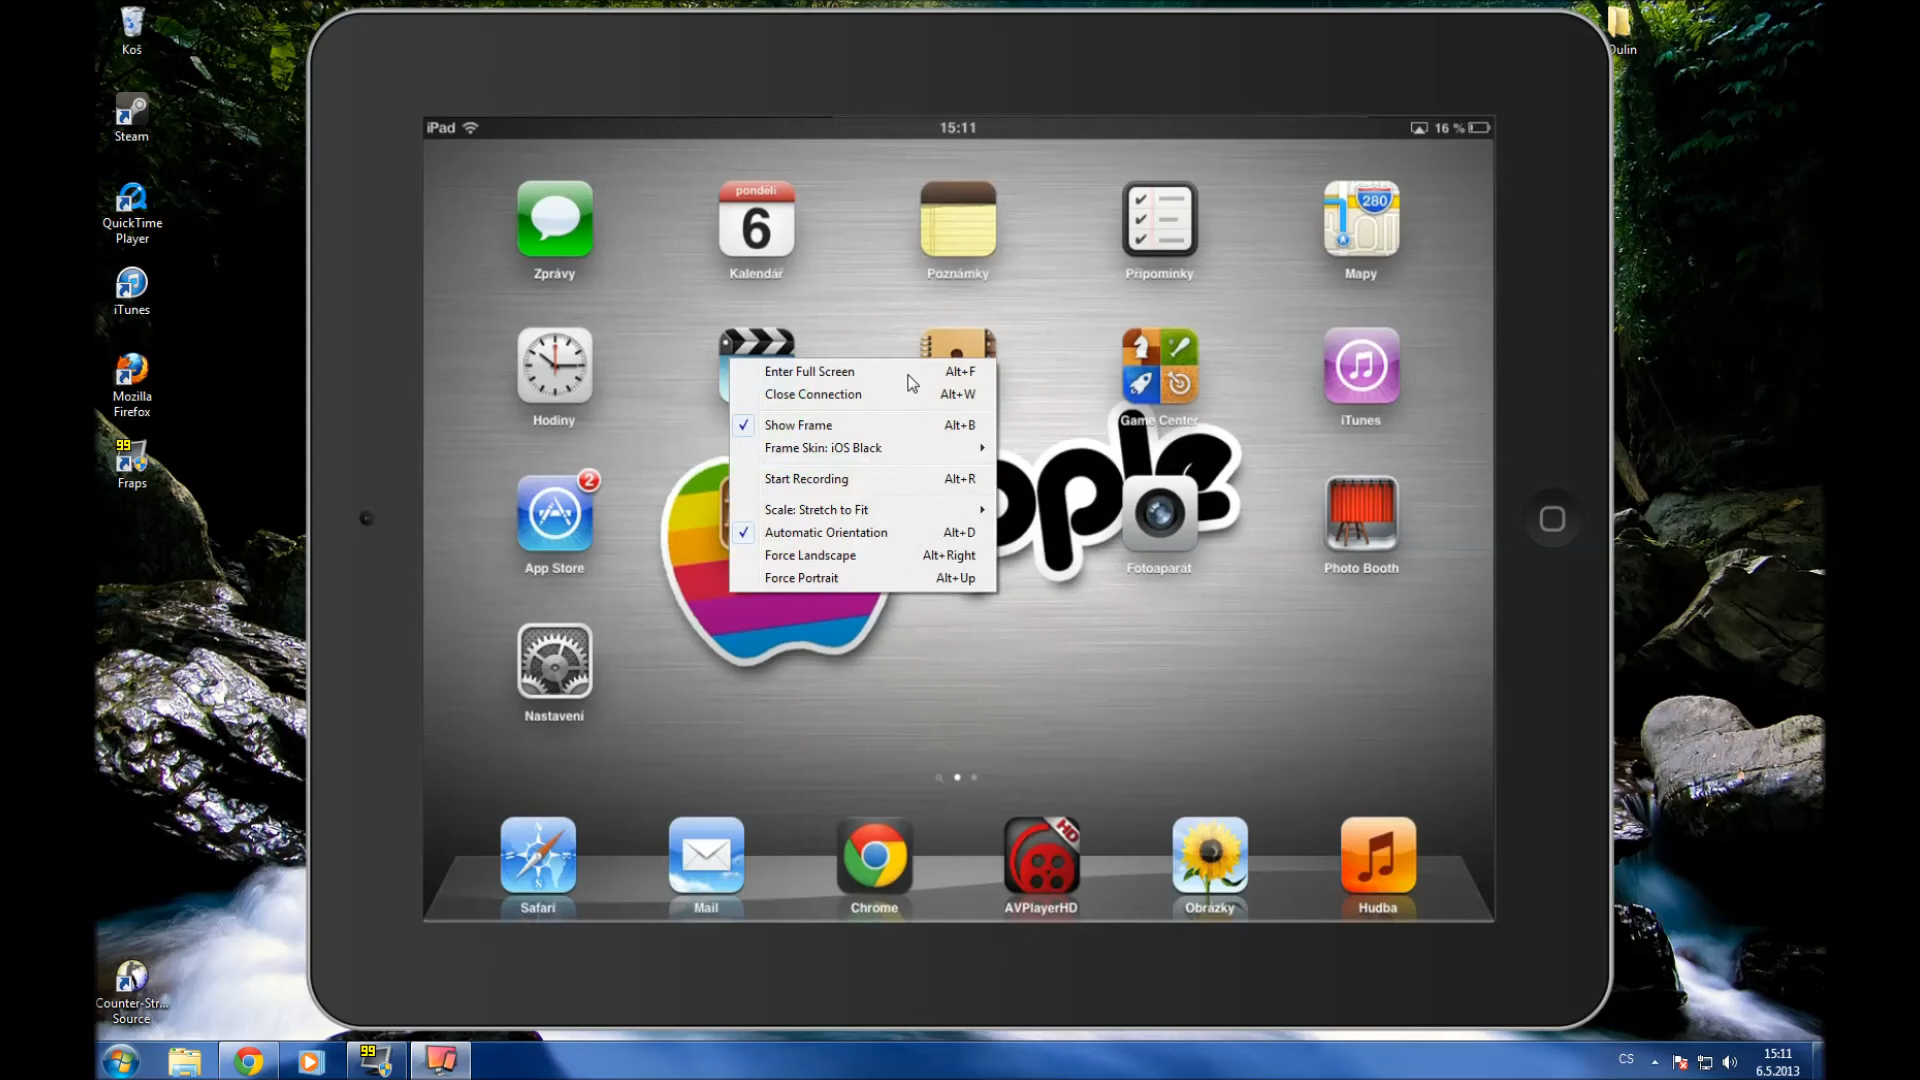 Koš
Steam
QuickTime
Player
iTunes
Mozilla
Firefox
99
Fraps
Counter-Str...
Source
iPad
15:11
16 %
pondělí
6
280
Zprávy
Kalendář
Poznámky
Připomínky
Mapy
Hodiny
Game Center
iTunes
Enter Full Screen Alt+F
Close Connection Alt+W
Show Frame Alt+B
Frame Skin: iOS Black
Start Recording Alt+R
Scale: Stretch to Fit
Automatic Orientation Alt+D
Force Landscape Alt+Right
Force Portrait Alt+Up
2
App Store
Fotoaparát
Photo Booth
Nastavení
HD
Safari
Mail
Chrome
AVPlayerHD
Obrázky
Hudba
99
CS
15:11
6.5.2013